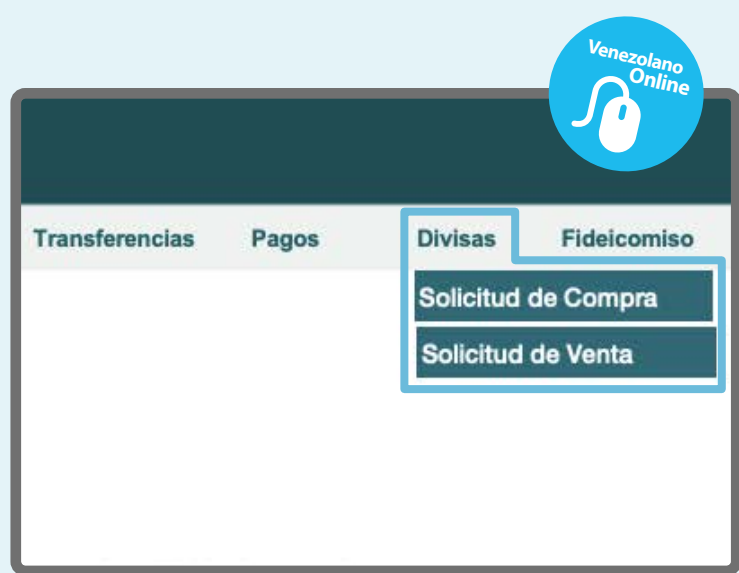 Venezolano
Online
Transferencias Pagos Divisas Fideicomiso
Solicitud de Compra
Solicitud de Venta